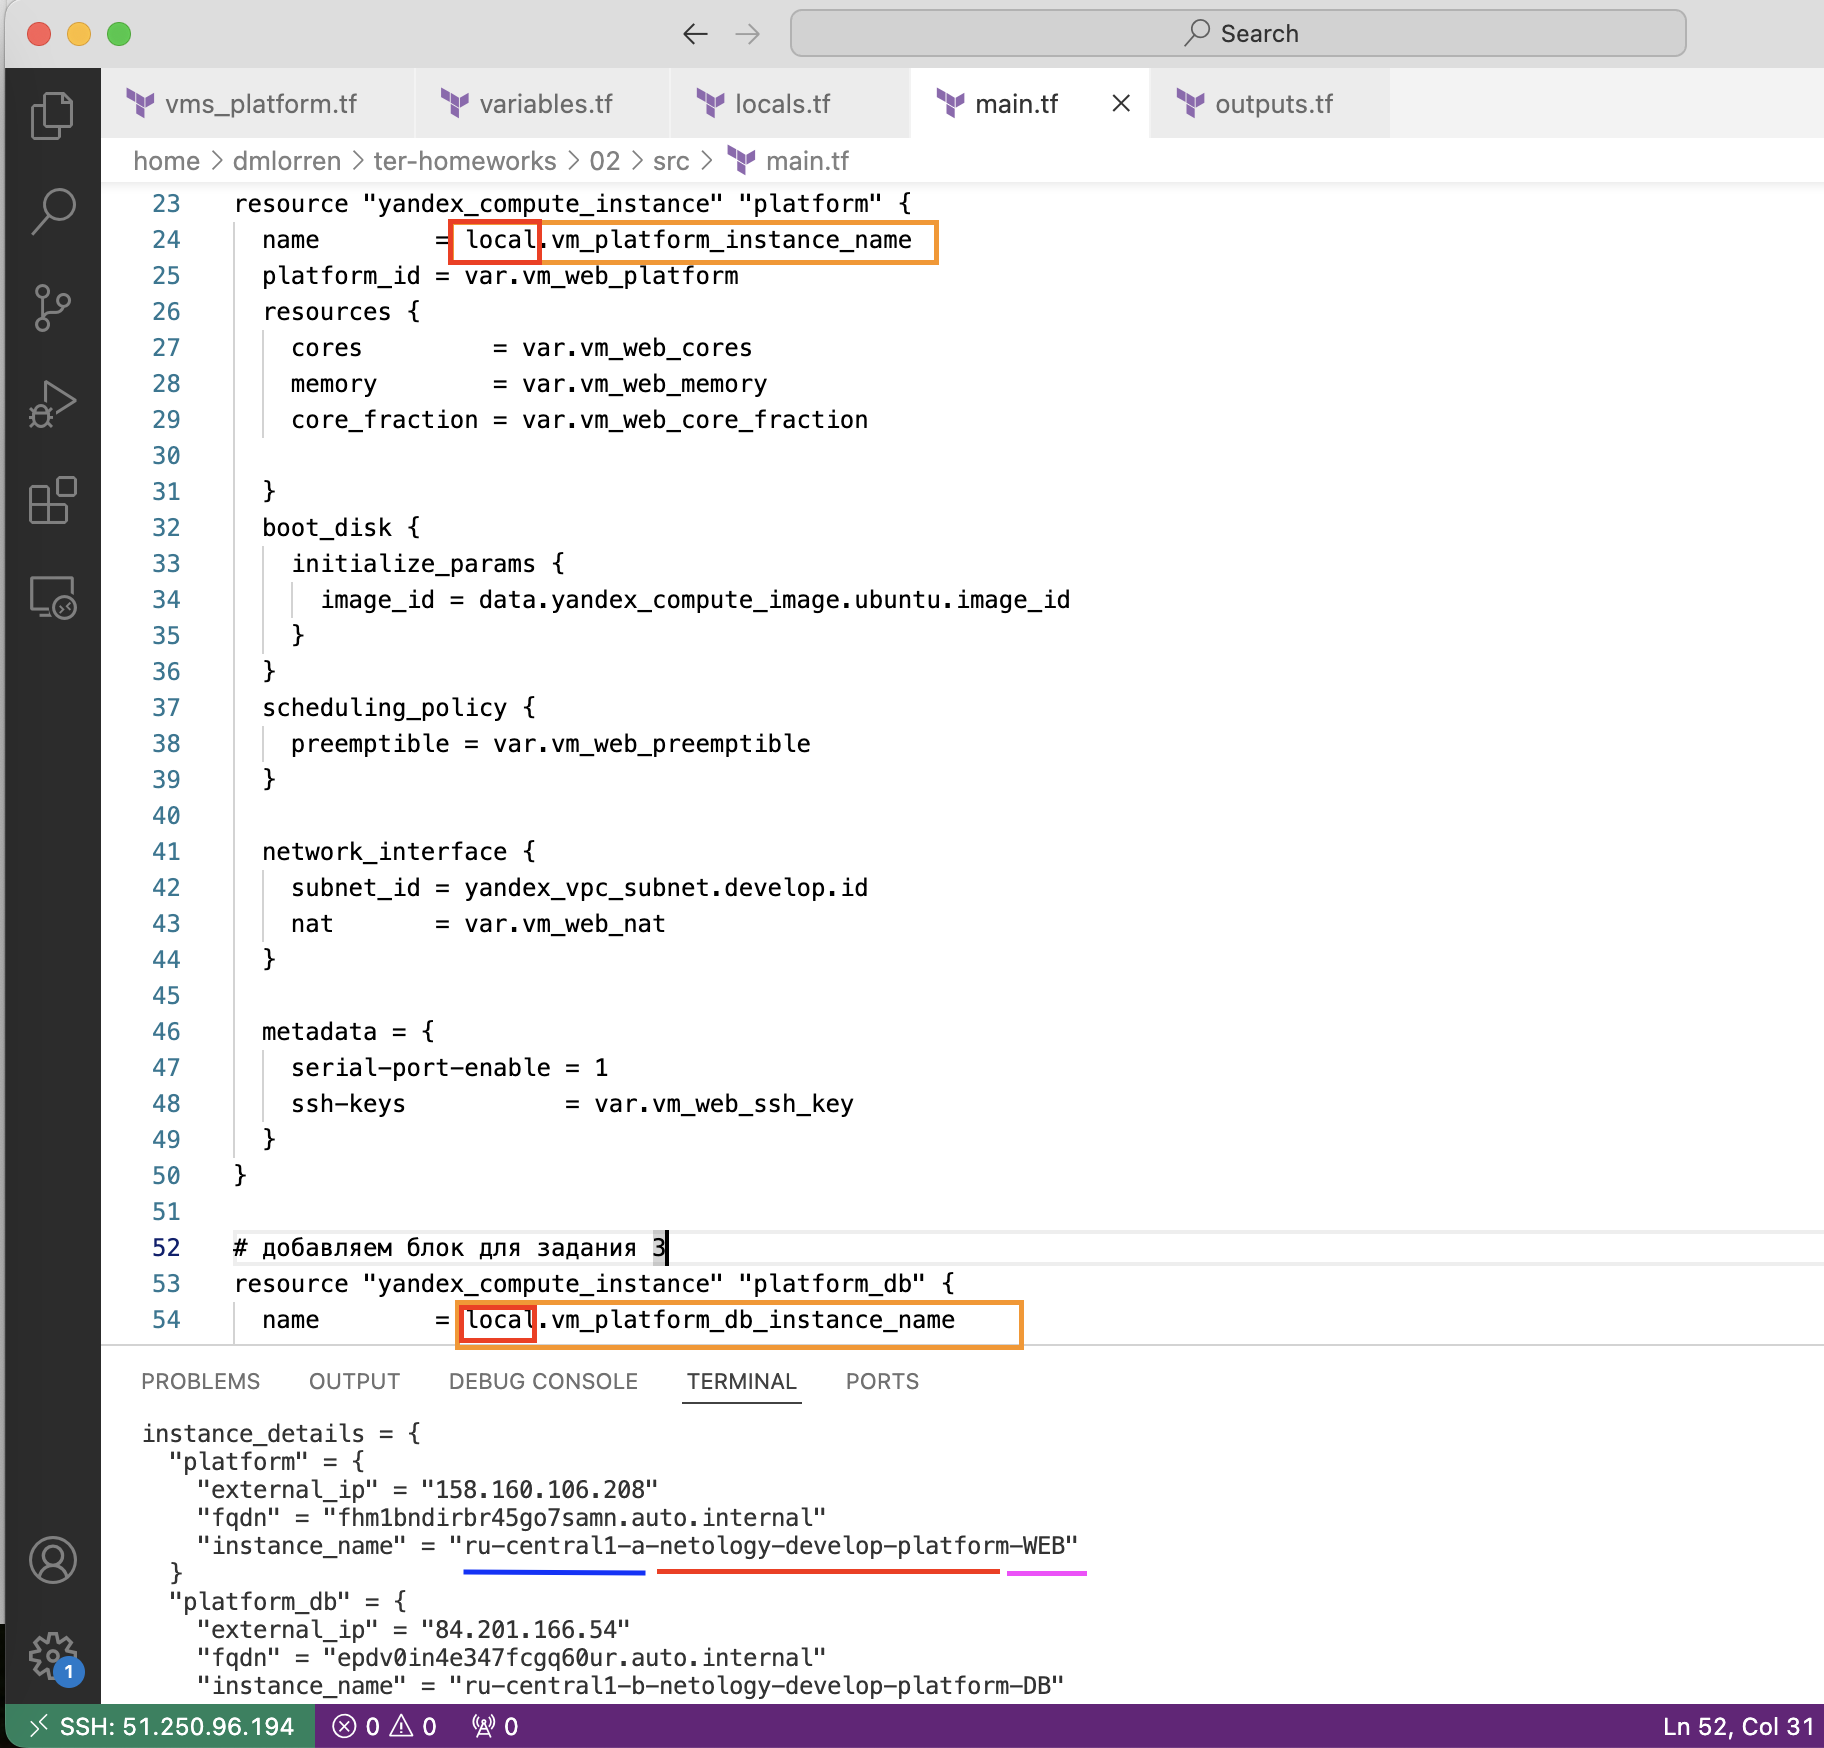 Search
vms_platform.tf
variables.tf
locals.tf
main.tf
outputs.tf
home > dmlorren > ter-homeworks > 02 > src > main.tf
23 resource "yandex_compute_instance" "platform" {
24   name        = local.vm_platform_instance_name
25   platform_id = var.vm_web_platform
26   resources {
27     cores         = var.vm_web_cores
28     memory        = var.vm_web_memory
29     core_fraction = var.vm_web_core_fraction
30
31   }
32   boot_disk {
33     initialize_params {
34       image_id = data.yandex_compute_image.ubuntu.image_id
35     }
36   }
37   scheduling_policy {
38     preemptible = var.vm_web_preemptible
39   }
40
41   network_interface {
42     subnet_id = yandex_vpc_subnet.develop.id
43     nat       = var.vm_web_nat
44   }
45
46   metadata = {
47     serial-port-enable = 1
48     ssh-keys           = var.vm_web_ssh_key
49   }
50 }
51
52 # добавляем блок для задания 3
53 resource "yandex_compute_instance" "platform_db" {
54   name        = local.vm_platform_db_instance_name
PROBLEMS OUTPUT DEBUG CONSOLE TERMINAL PORTS
instance_details = {
  "platform" = {
    "external_ip" = "158.160.106.208"
    "fqdn" = "fhm1bndirbr45go7samn.auto.internal"
    "instance_name" = "ru-central1-a-netology-develop-platform-WEB"
  }
  "platform_db" = {
    "external_ip" = "84.201.166.54"
    "fqdn" = "epdv0in4e347fcgq60ur.auto.internal"
    "instance_name" = "ru-central1-b-netology-develop-platform-DB"
1
SSH: 51.250.96.194 0 0 0 Ln 52, Col 31